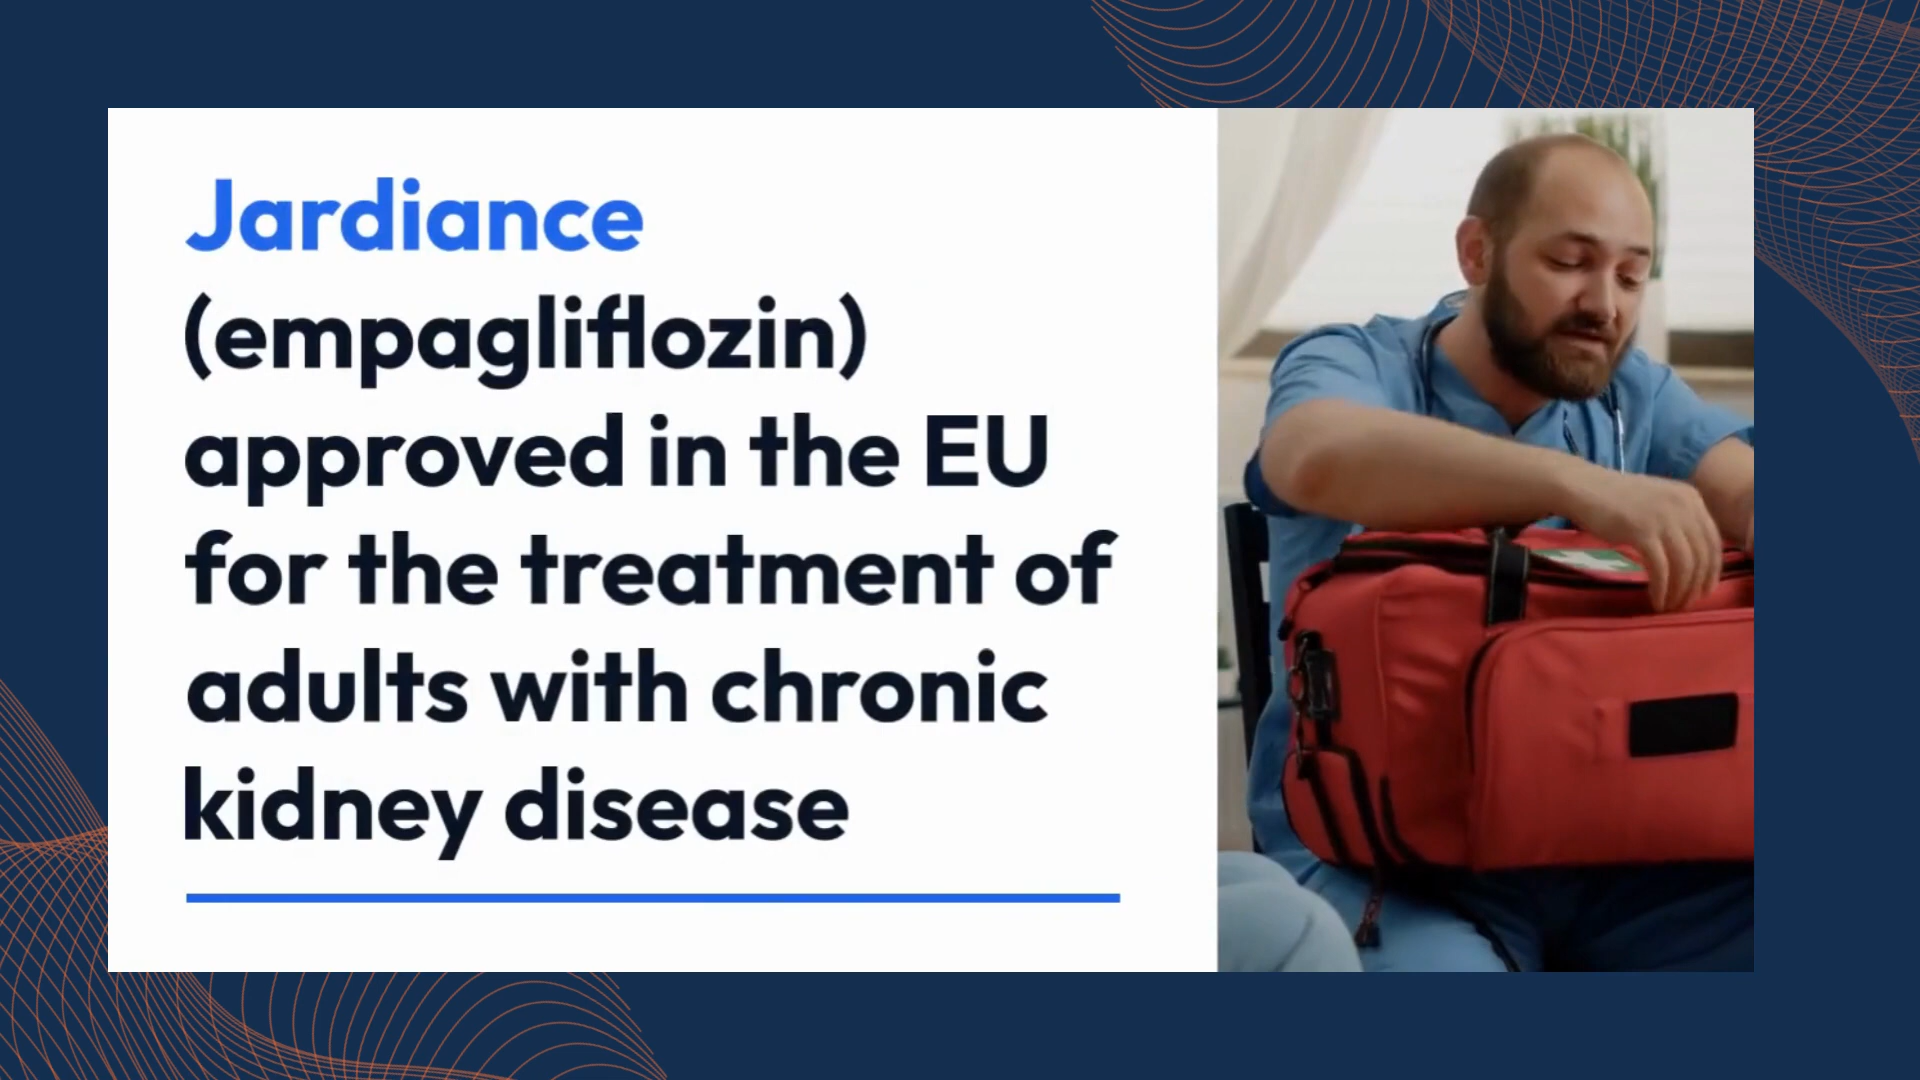 Jardiance
(empagliflozin)
approved in the EU
for the treatment of
adults with chronic
kidney disease